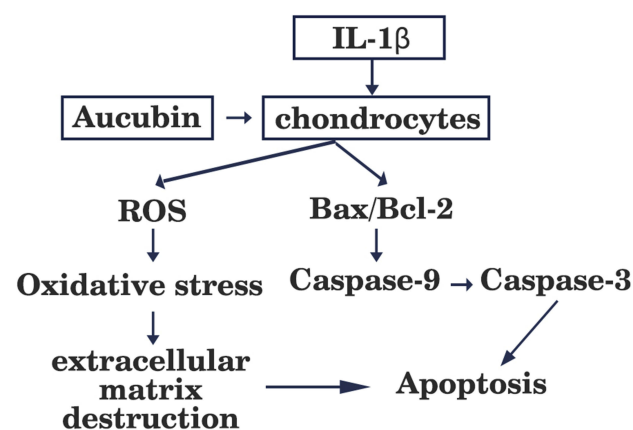 IL-1β
Aucubin
chondrocytes
ROS
Bax/Bcl-2
Oxidative stress
Caspase-9
Caspase-3
extracellular
matrix
destruction
Apoptosis